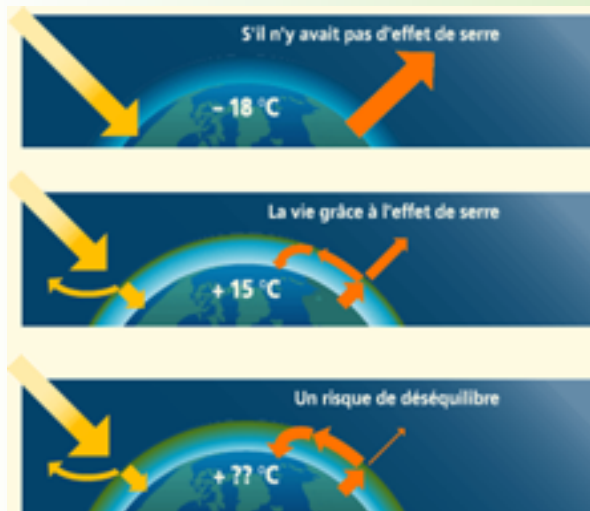 S'il n'y avait pas d'effet de serre
– 18 °C
La vie grâce à l'effet de serre
+ 15 °C
Un risque de déséquilibre
+ ?? °C